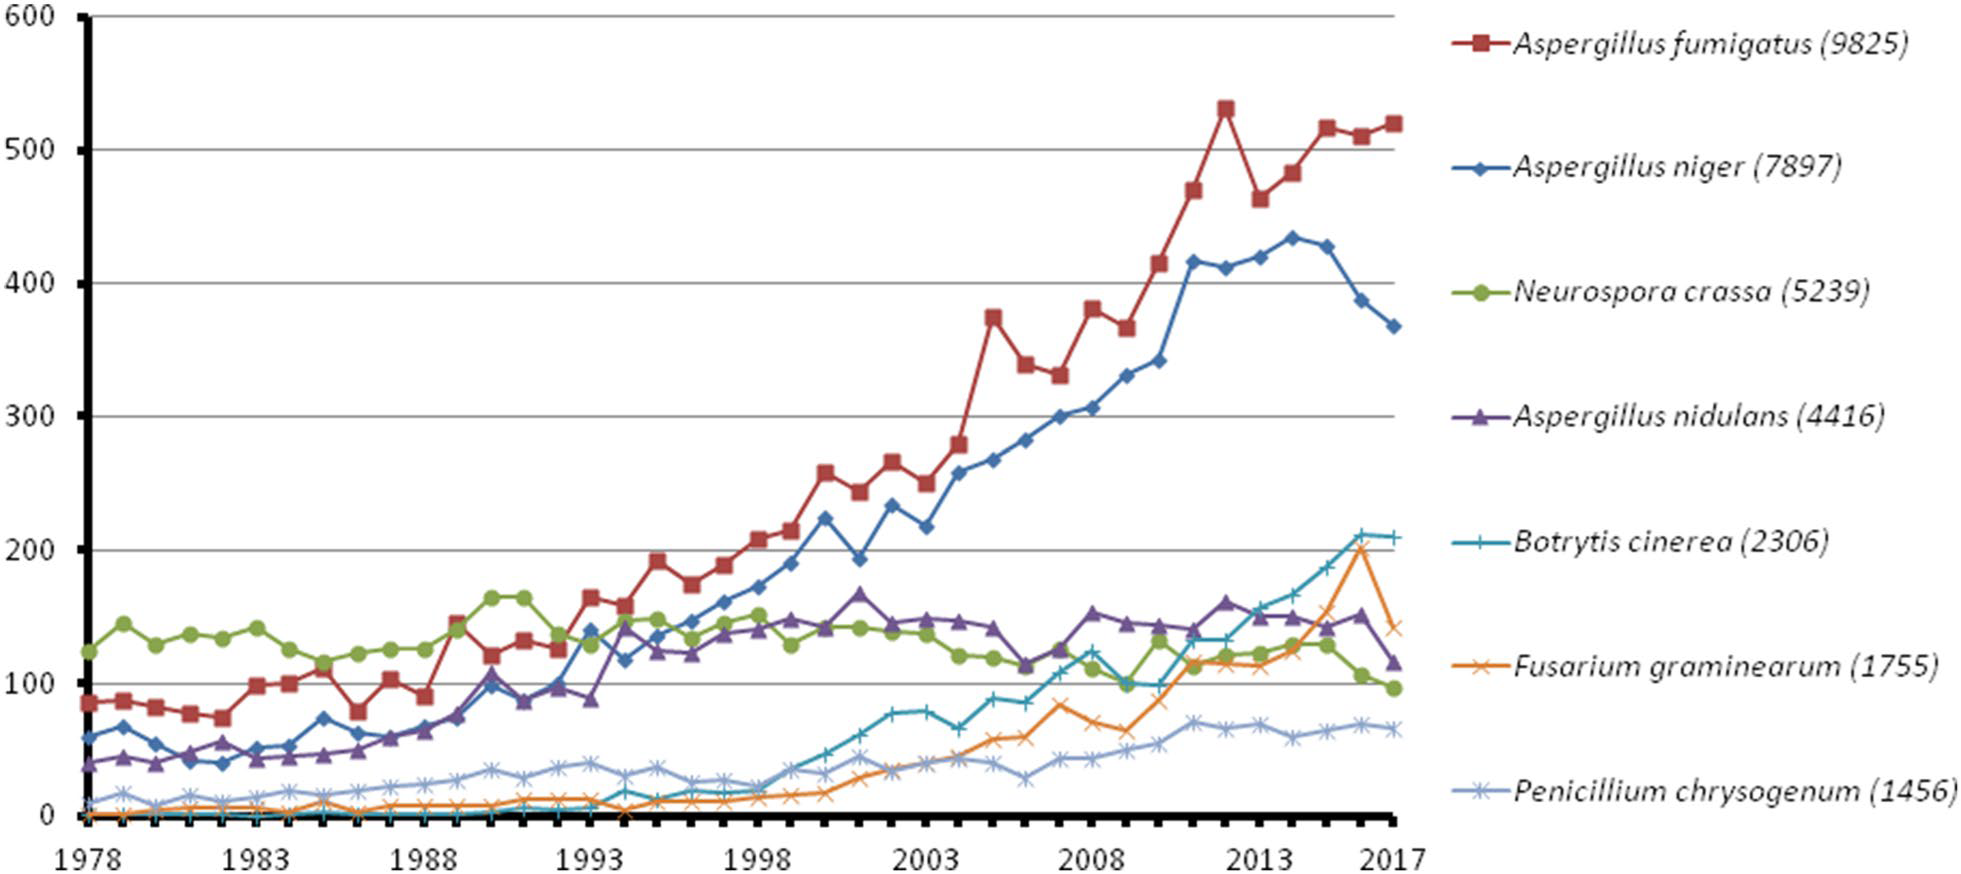 600
500
400
300
200
100
0
1978 1983 1988 1993 1998 2003 2008 2013 2017
Aspergillus fumigatus (9825)
Aspergillus niger (7897)
Neurospora crassa (5239)
Aspergillus nidulans (4416)
Botrytis cinerea (2306)
Fusarium graminearum (1755)
Penicillium chrysogenum (1456)